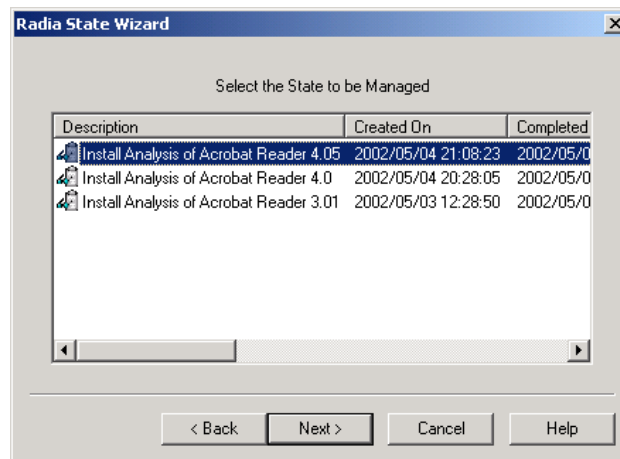 Radia State Wizard
Select the State to be Managed
Description Created On Completed
Install Analysis of Acrobat Reader 4.05 2002/05/04 21:08:23 2002/05/0
Install Analysis of Acrobat Reader 4.0 2002/05/04 20:28:05 2002/05/0
Install Analysis of Acrobat Reader 3.01 2002/05/03 12:28:50 2002/05/0
< Back Next > Cancel Help